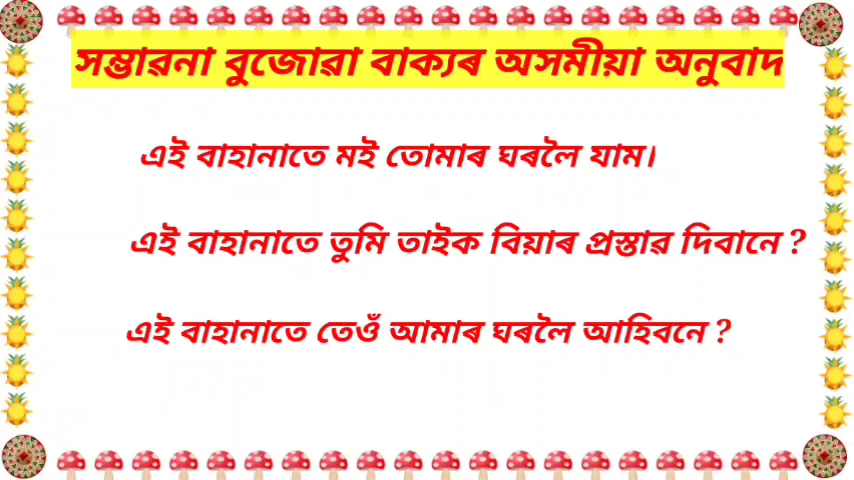 সম্ভাৱনা বুজোৱা বাক্যৰ অসমীয়া অনুবাদ
এই বাহানাতে মই তোমাৰ ঘৰলৈ যাম।
এই বাহানাতে তুমি তাইক বিয়াৰ প্ৰস্তাৱ দিবানে ?
এই বাহানাতে তেওঁ আমাৰ ঘৰলৈ আহিবনে ?